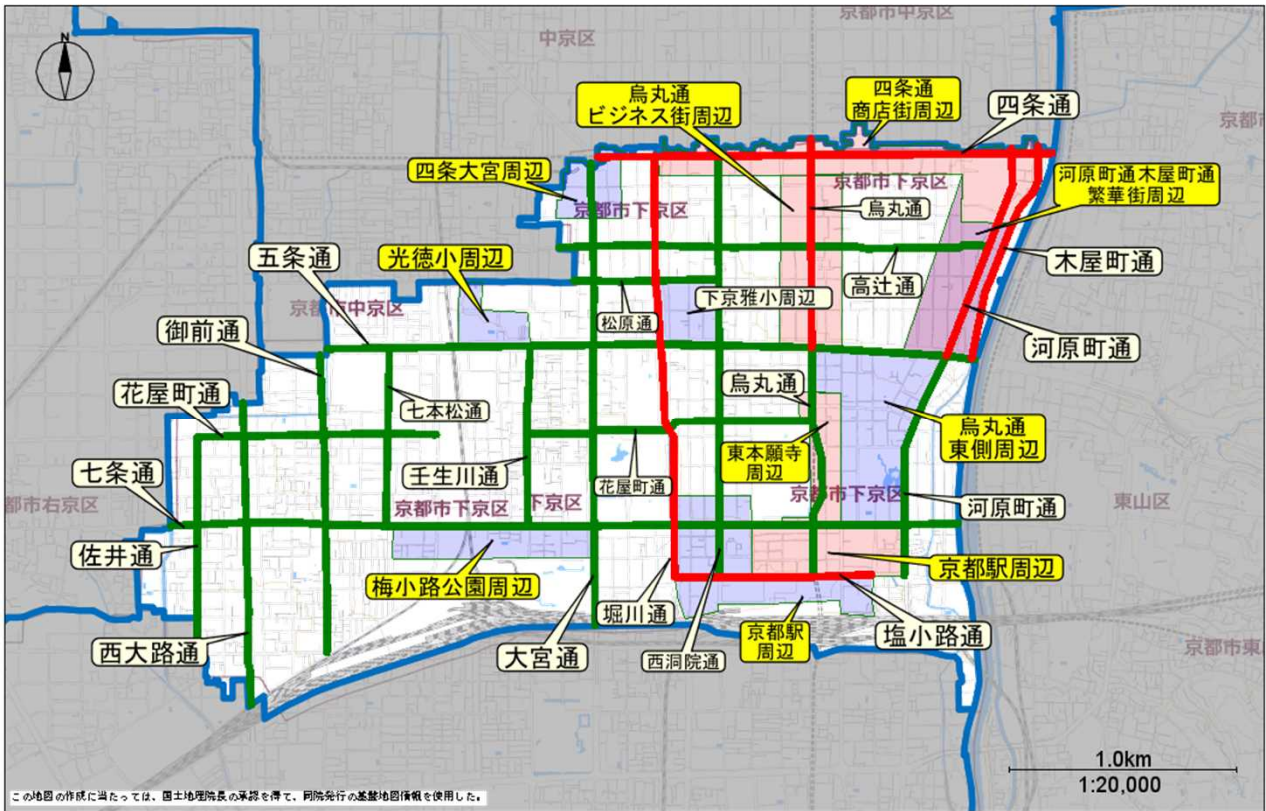 京都市中京区
中京区
N
烏丸通
ビジネス街周辺
四条通
商店街周辺
四条通
京都
四条大宮周辺
京都市下京区
河原町通木屋町通
繁華街周辺
京都市下京区
烏丸通
五条通
光徳小周辺
木屋町通
高辻通
下京雅小周辺
京都市中京区
松原通
御前通
河原町通
花屋町通
烏丸通
七本松通
烏丸通
東側周辺
東本願寺
周辺
七条通
壬生川通
花屋町通
京都市下京区
都市右京区
京都市下京区
下京区
河原町通
東山区
佐井通
梅小路公園周辺
京都駅周辺
堀川通
塩小路通
西大路通
大宮通
西洞院通
京都駅
周辺
京都市東
1.0km
1:20,000
この地図の作成に当たっては、国土地理院長の承認を得て、同院発行の基盤地図情報を使用した。